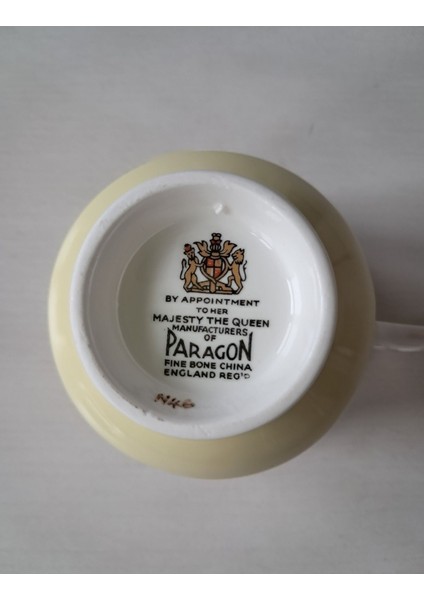 BY APPOINTMENT
TO HER
MAJESTY THE QUEEN
MANUFACTURERS
OF
PARAGON
FINE BONE CHINA
ENGLAND REG'D